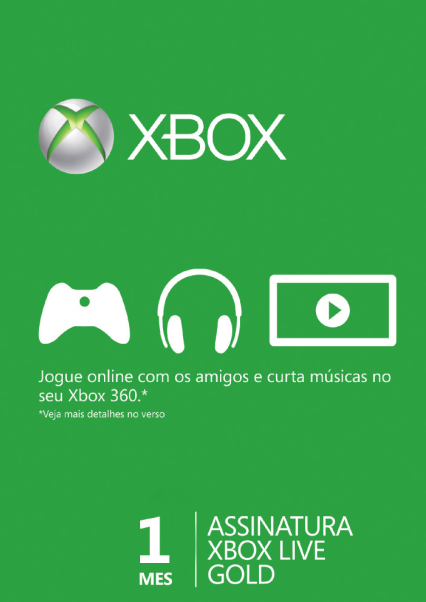 XBOX
Jogue online com os amigos e curta músicas no
seu Xbox 360.*
*Veja mais detalhes no verso
1
MES
ASSINATURA
XBOX LIVE
GOLD